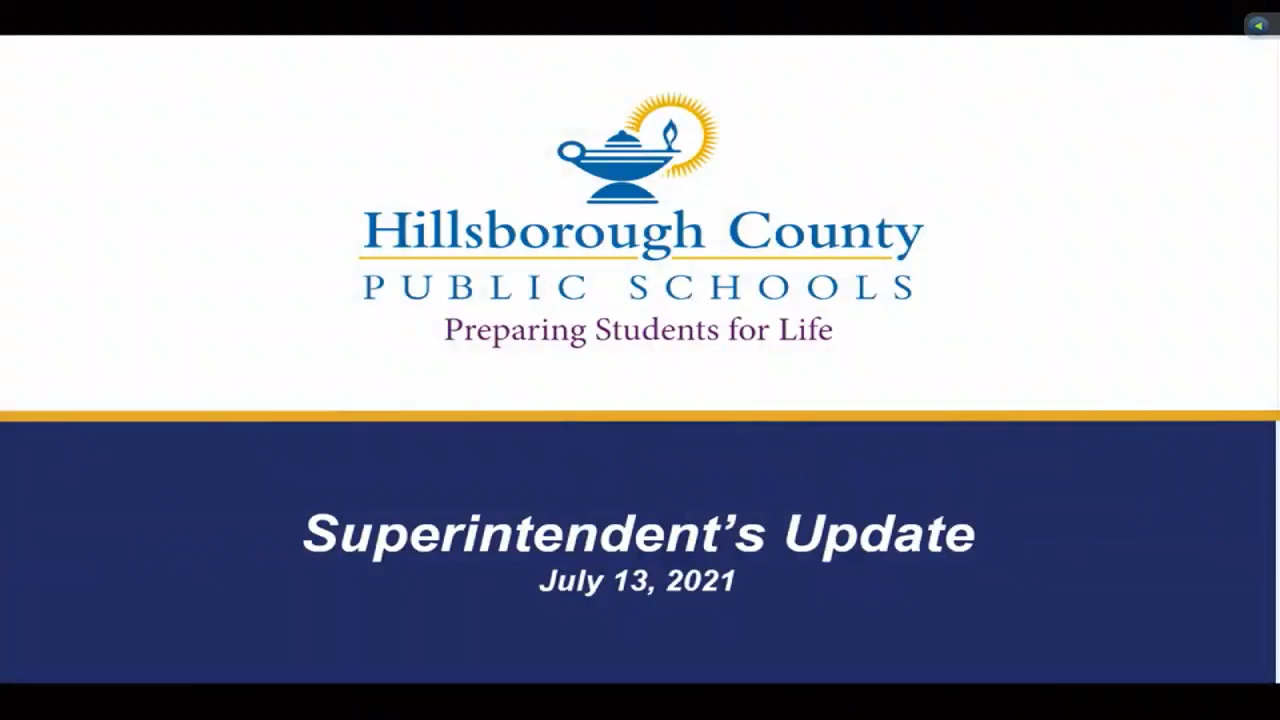 Hillsborough County
PUBLIC SCHOOLS
Preparing Students for Life
Superintendent’s Update
July 13, 2021